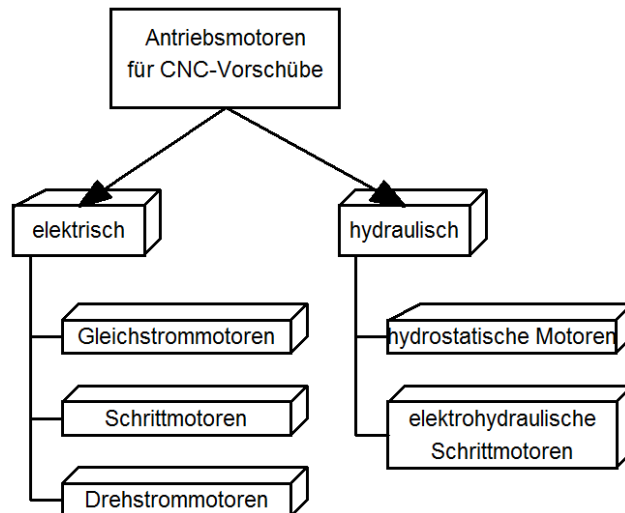 Antriebsmotoren
für CNC-Vorschübe
elektrisch
hydraulisch
Gleichstrommotoren
hydrostatische Motoren
Schrittmotoren
elektrohydraulische
Schrittmotoren
Drehstrommotoren